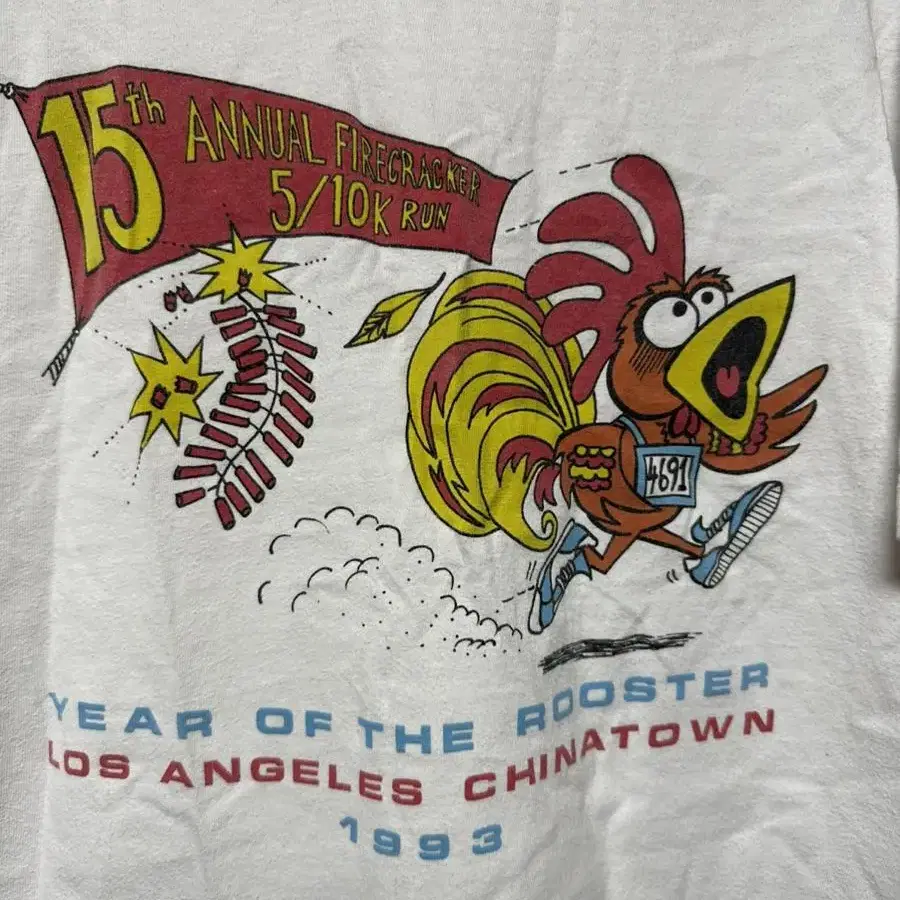 15th ANNUAL FIRECRACKER
5/10K RUN
4691
YEAR OF THE ROOSTER
LOS ANGELES CHINATOWN
1993